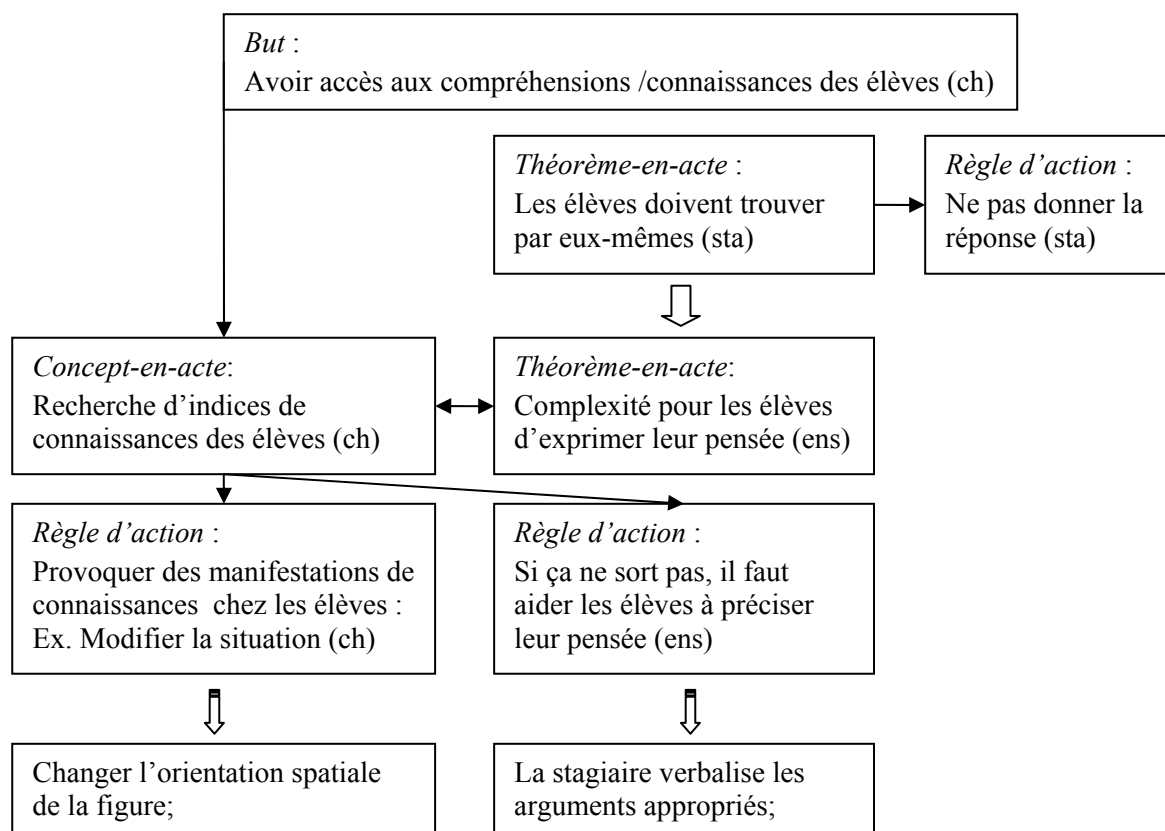 But :
Avoir accès aux compréhensions /connaissances des élèves (ch)
Théorème-en-acte :
Les élèves doivent trouver
par eux-mêmes (sta)
Règle d’action :
Ne pas donner la
réponse (sta)
Concept-en-acte:
Recherche d’indices de
connaissances des élèves (ch)
Théorème-en-acte:
Complexité pour les élèves
d’exprimer leur pensée (ens)
Règle d’action :
Provoquer des manifestations de
connaissances  chez les élèves :
Ex. Modifier la situation (ch)
Règle d’action :
Si ça ne sort pas, il faut
aider les élèves à préciser
leur pensée (ens)
Changer l’orientation spatiale
de la figure;
La stagiaire verbalise les
arguments appropriés;